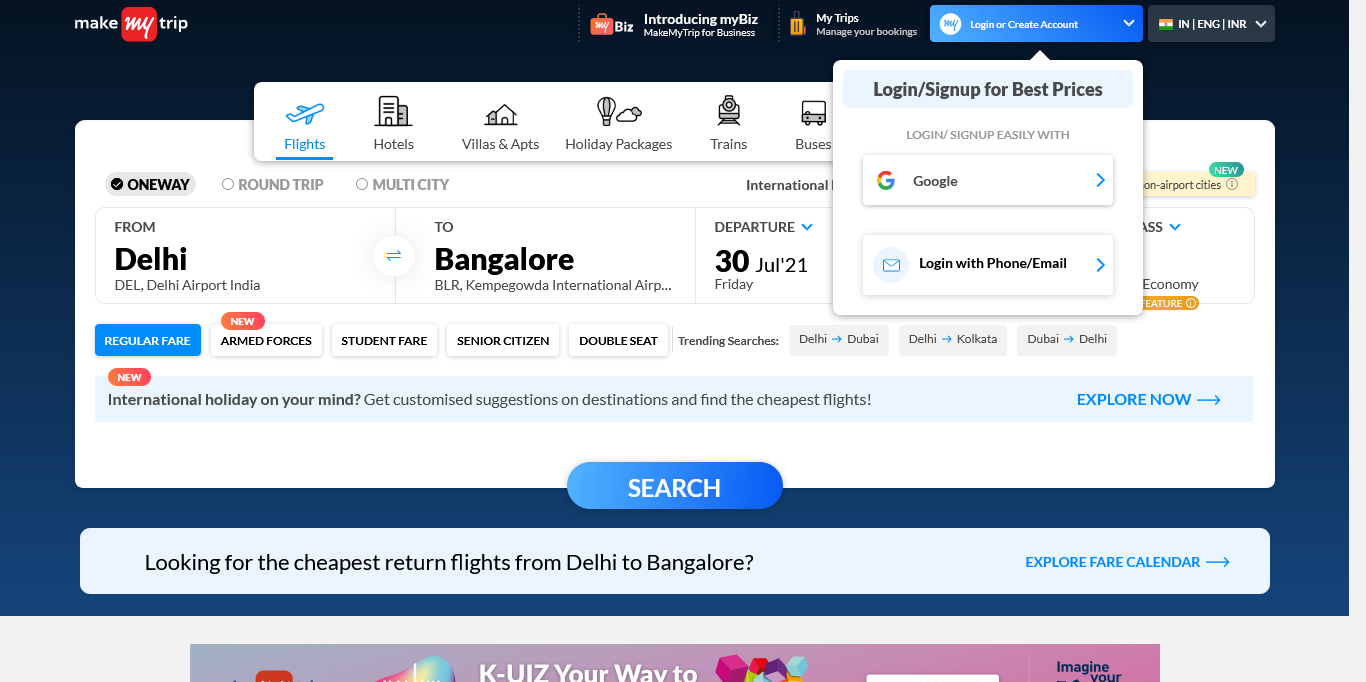 make my trip
my Biz
Introducing myBiz
MakeMyTrip for Business
My Trips
Manage your bookings
my Login or Create Account
IN | ENG | INR
Login/Signup for Best Prices
LOGIN/ SIGNUP EASILY WITH
Google
Login with Phone/Email
Flights
Hotels
Villas & Apts
Holiday Packages
Trains
Buses
ONEWAY
ROUND TRIP
MULTI CITY
International
NEW
on-airport cities
FROM
Delhi
DEL, Delhi Airport India
TO
Bangalore
BLR, Kempegowda International Airp...
DEPARTURE
30 Jul'21
Friday
ASS
Economy
FEATURE
REGULAR FARE
NEW
ARMED FORCES
STUDENT FARE
SENIOR CITIZEN
DOUBLE SEAT
Trending Searches:
Delhi → Dubai
Delhi → Kolkata
Dubai → Delhi
NEW
International holiday on your mind? Get customised suggestions on destinations and find the cheapest flights!
EXPLORE NOW
SEARCH
Looking for the cheapest return flights from Delhi to Bangalore?
EXPLORE FARE CALENDAR
K-UIZ Your Way to
Imagine
your